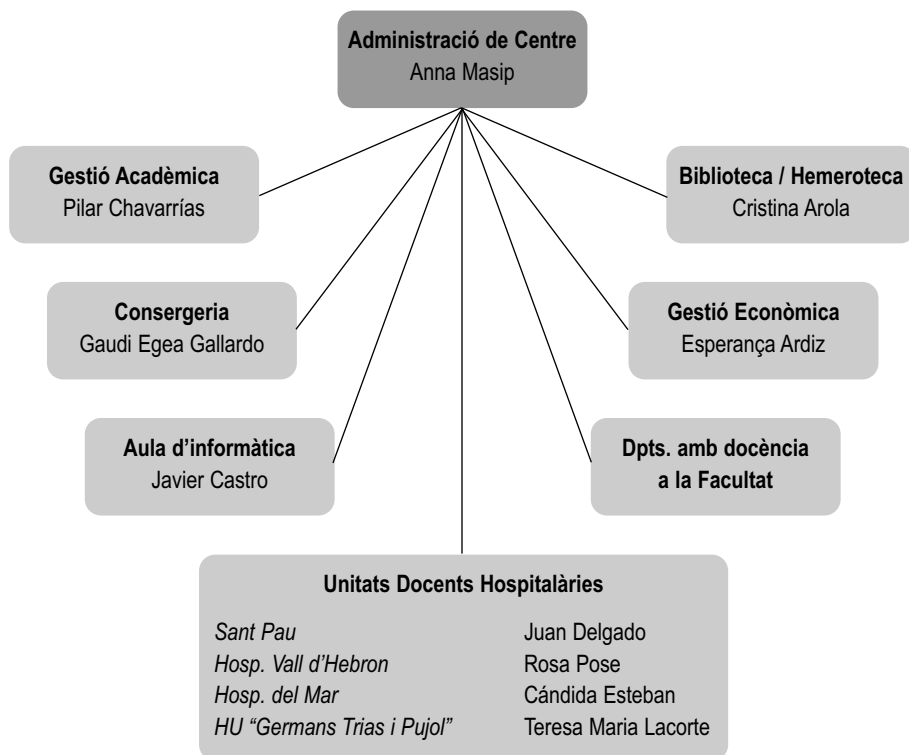 Administració de Centre
Anna Masip
Gestió Acadèmica
Pilar Chavarrías
Biblioteca / Hemeroteca
Cristina Arola
Consergeria
Gaudi Egea Gallardo
Gestió Econòmica
Esperança Ardiz
Aula d’informàtica
Javier Castro
Dpts. amb docència
a la Facultat
Unitats Docents Hospitalàries
Sant Pau Juan Delgado
Hosp. Vall d’Hebron Rosa Pose
Hosp. del Mar Cándida Esteban
HU “Germans Trias i Pujol” Teresa Maria Lacorte